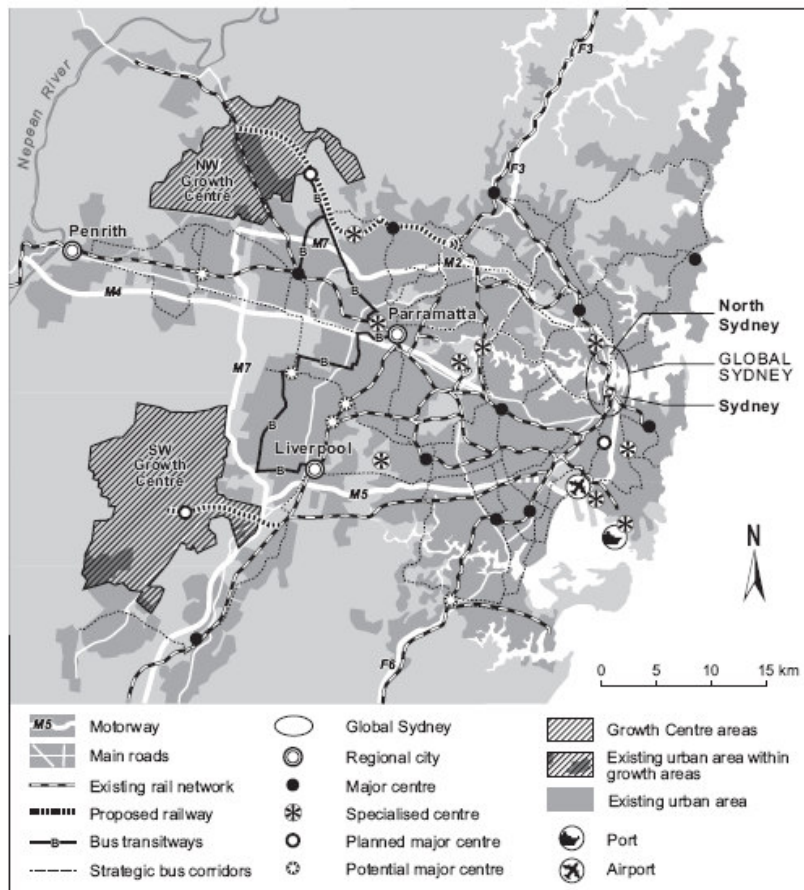 F3
Nepean River
NW
Growth
Centre
F3
B
Penrith
M7
B
B
M2
M4
B
Parramatta
B
North
Sydney
M7
B
GLOBAL
SYDNEY
B
Sydney
SW
Growth
Centre
Liverpool
B
M5
N
F6
0 5 10 15 km
M5 Motorway
Main roads
Existing rail network
Proposed railway
B Bus transitways
Strategic bus corridors
Global Sydney
Regional city
Major centre
Specialised centre
Planned major centre
Potential major centre
Growth Centre areas
Existing urban area within
growth areas
Existing urban area
Port
Airport